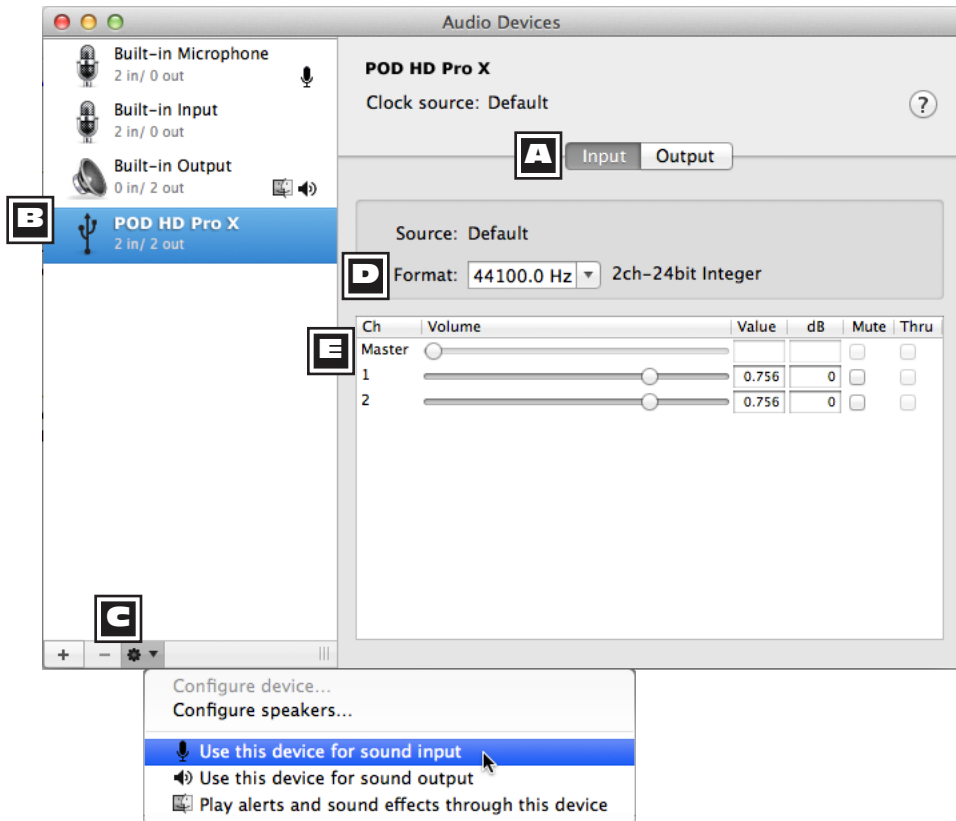 Audio Devices
Built-in Microphone
2 in/ 0 out
Built-in Input
2 in/ 0 out
Built-in Output
0 in/ 2 out
B
POD HD Pro X
2 in/ 2 out
POD HD Pro X
Clock source: Default
?
A
Input Output
Source: Default
D
Format: 44100.0 Hz 2ch-24bit Integer
E
Ch Volume Value dB Mute Thru
Master
1 0.756 0
2 0.756 0
C
+ −
Configure device...
Configure speakers...
Use this device for sound input
Use this device for sound output
Play alerts and sound effects through this device